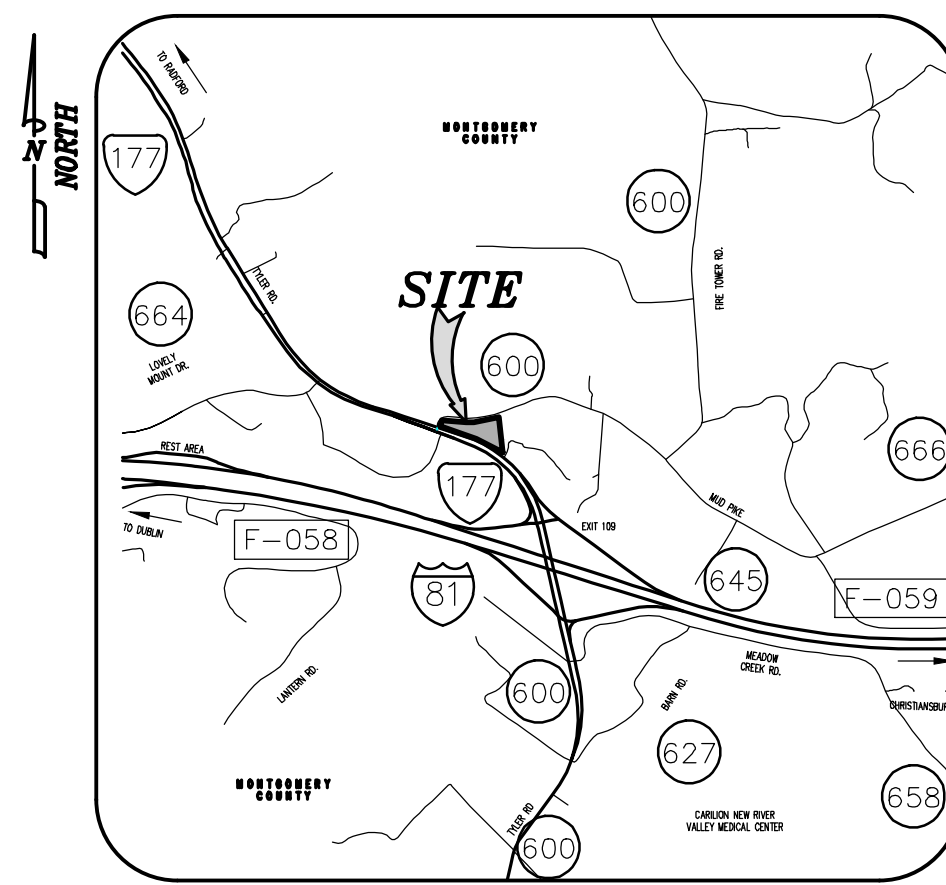 TO RADFORD
NORTH
N
177
MONTGOMERY
COUNTY
600
TYLER RD.
FIRE TOWER RD.
SITE
664
LOVELY
MOUNT DR.
600
REST AREA
666
177
MUD PIKE
TO DUBLIN
EXIT 109
F-058
645
81
F-059
MEADOW
CREEK RD.
LANTERN RD.
600
BARN RD.
CHRISTIANSBUR
627
MONTGOMERY
COUNTY
658
CARILION NEW RIVER
VALLEY MEDICAL CENTER
TYLER RD
600